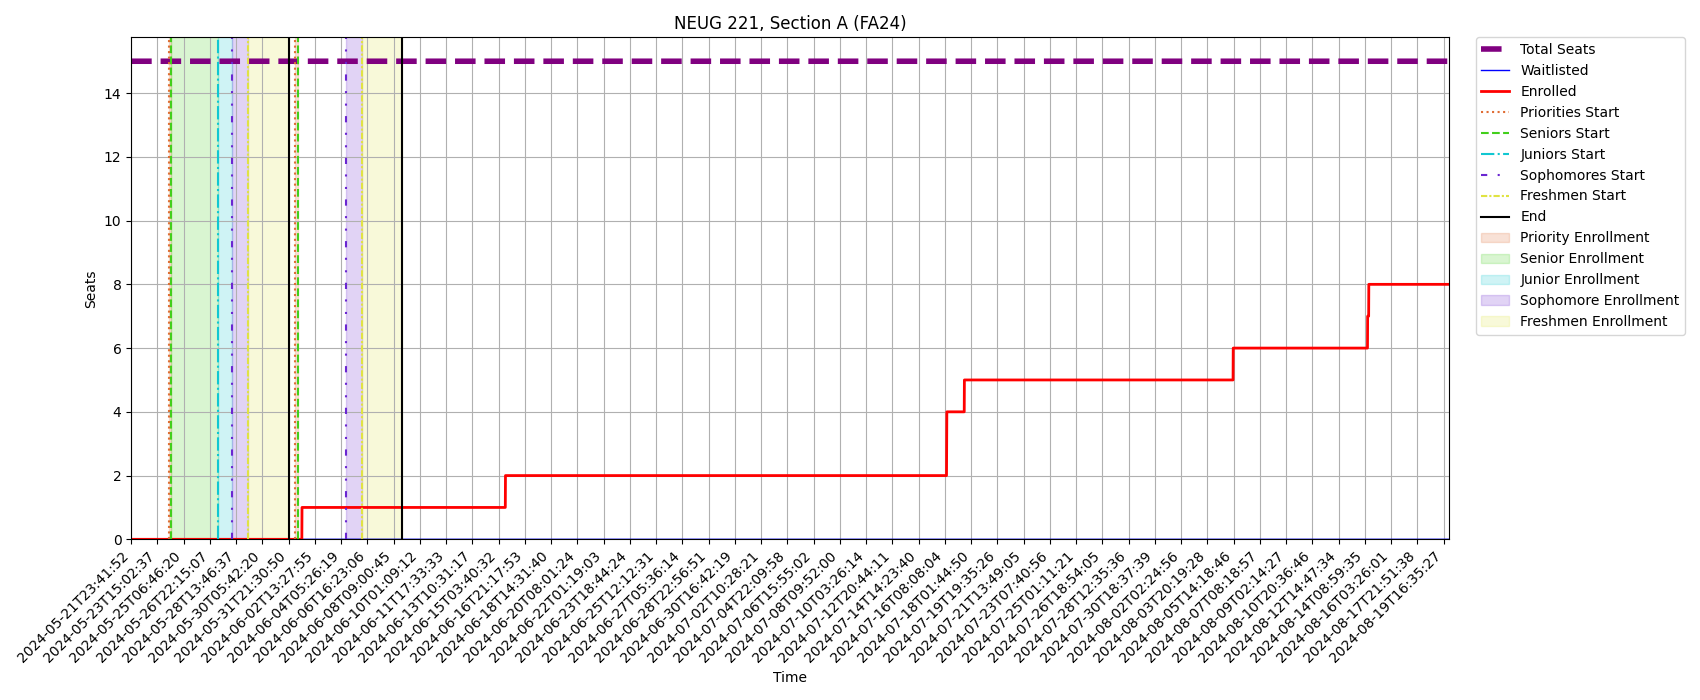 NEUG 221, Section A (FA24)
Seats
14
12
10
8
6
4
2
0
2024-05-21T23:41:52
2024-05-23T15:02:37
2024-05-25T06:46:20
2024-05-26T22:15:07
2024-05-28T13:46:37
2024-05-30T05:42:20
2024-05-31T21:30:50
2024-06-02T13:27:55
2024-06-04T05:26:19
2024-06-06T16:23:06
2024-06-08T09:00:45
2024-06-10T01:09:12
2024-06-11T17:33:33
2024-06-13T10:31:17
2024-06-15T03:40:32
2024-06-16T21:17:53
2024-06-18T14:31:40
2024-06-20T08:01:24
2024-06-22T01:19:03
2024-06-23T18:44:24
2024-06-25T12:12:31
2024-06-27T05:36:14
2024-06-28T22:56:51
2024-06-30T16:42:19
2024-07-02T10:28:21
2024-07-04T22:09:58
2024-07-06T15:55:02
2024-07-08T09:52:00
2024-07-10T03:26:14
2024-07-12T20:44:11
2024-07-14T14:23:40
2024-07-16T08:08:04
2024-07-18T01:44:50
2024-07-19T19:35:26
2024-07-21T13:49:05
2024-07-23T07:40:56
2024-07-25T01:11:21
2024-07-26T18:54:05
2024-07-28T12:35:36
2024-07-30T18:37:39
2024-08-02T02:24:56
2024-08-03T20:19:28
2024-08-05T14:18:46
2024-08-07T08:18:57
2024-08-09T02:14:27
2024-08-10T20:36:46
2024-08-12T14:47:34
2024-08-14T08:59:35
2024-08-16T03:26:01
2024-08-17T21:51:38
2024-08-19T16:35:27
Time
Total Seats
Waitlisted
Enrolled
Priorities Start
Seniors Start
Juniors Start
Sophomores Start
Freshmen Start
End
Priority Enrollment
Senior Enrollment
Junior Enrollment
Sophomore Enrollment
Freshmen Enrollment